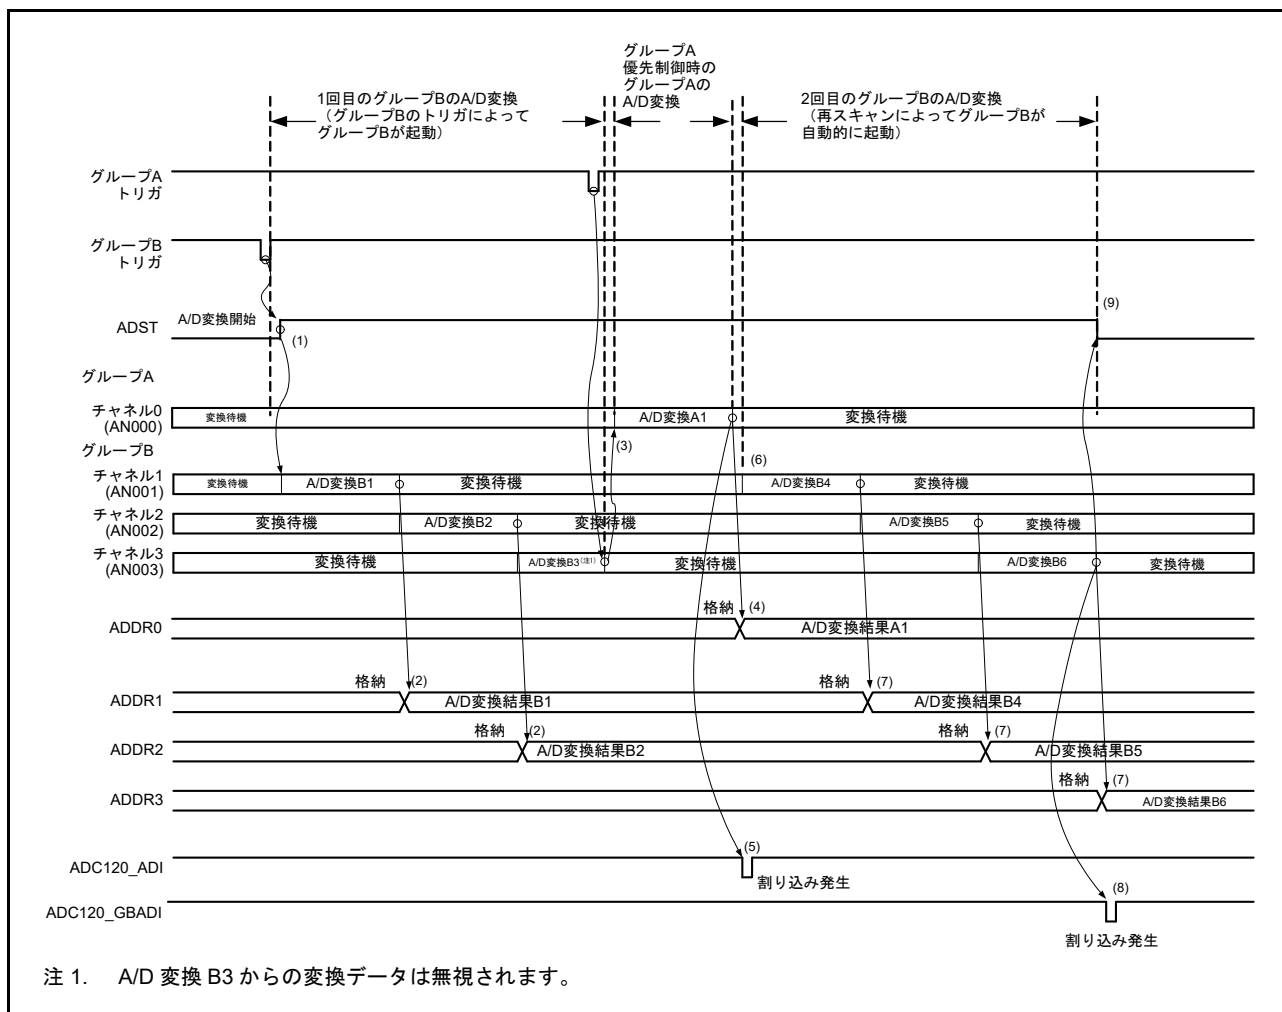 グループA
優先制御時の
グループAの
A/D変換
1回目のグループBのA/D変換
（グループBのトリガによって
グループBが起動）
2回目のグループBのA/D変換
（再スキャンによってグループBが
自動的に起動）
グループA
トリガ
グループB
トリガ
ADST
A/D変換開始
(1)
(9)
グループA
チャネル0
(AN000)
変換待機
A/D変換A1
変換待機
グループB
(3)
(6)
チャネル1
(AN001)
変換待機
A/D変換B1
変換待機
A/D変換B4
変換待機
チャネル2
(AN002)
変換待機
A/D変換B2
変換待機
A/D変換B5
変換待機
チャネル3
(AN003)
変換待機
A/D変換B3(注1)
変換待機
A/D変換B6
変換待機
ADDR0
格納
(4)
A/D変換結果A1
ADDR1
格納
(2)
A/D変換結果B1
格納
(7)
A/D変換結果B4
ADDR2
格納
(2)
A/D変換結果B2
格納
(7)
A/D変換結果B5
ADDR3
格納
(7)
A/D変換結果B6
ADC120_ADI
(5)
割り込み発生
ADC120_GBADI
(8)
割り込み発生
注 1. A/D 変換 B3 からの変換データは無視されます。